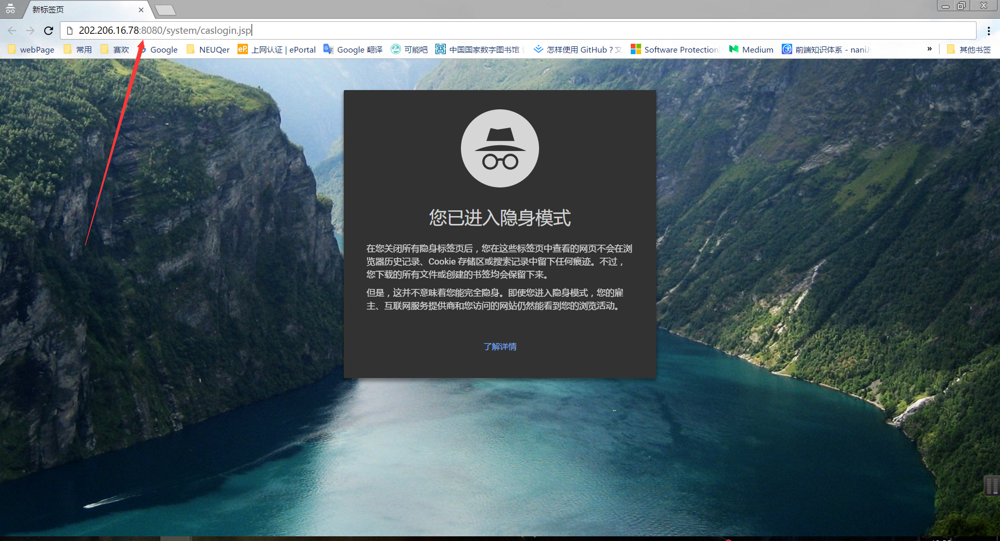 新标签页
202.206.16.78:8080/system/caslogin.jsp
webPage 常用 赛欢 Google NEUQer 上网认证 | ePortal Google 翻译 可能吧 中国国家数字图书馆 怎样使用 GitHub？文 Software Protection Medium 前端知识体系 - naniJ » 其他书签
您已进入隐身模式
在您关闭所有隐身标签页后，您在这些标签页中查看的网页不会在浏
览器历史记录、Cookie 存储区或搜索记录中留下任何痕迹。不过，
您下载的所有文件或创建的书签均会保留下来。
但是，这并不意味着您能完全隐身。即使您进入隐身模式，您的雇
主、互联网服务提供商和您访问的网站仍然能看到您的浏览活动。
了解详情